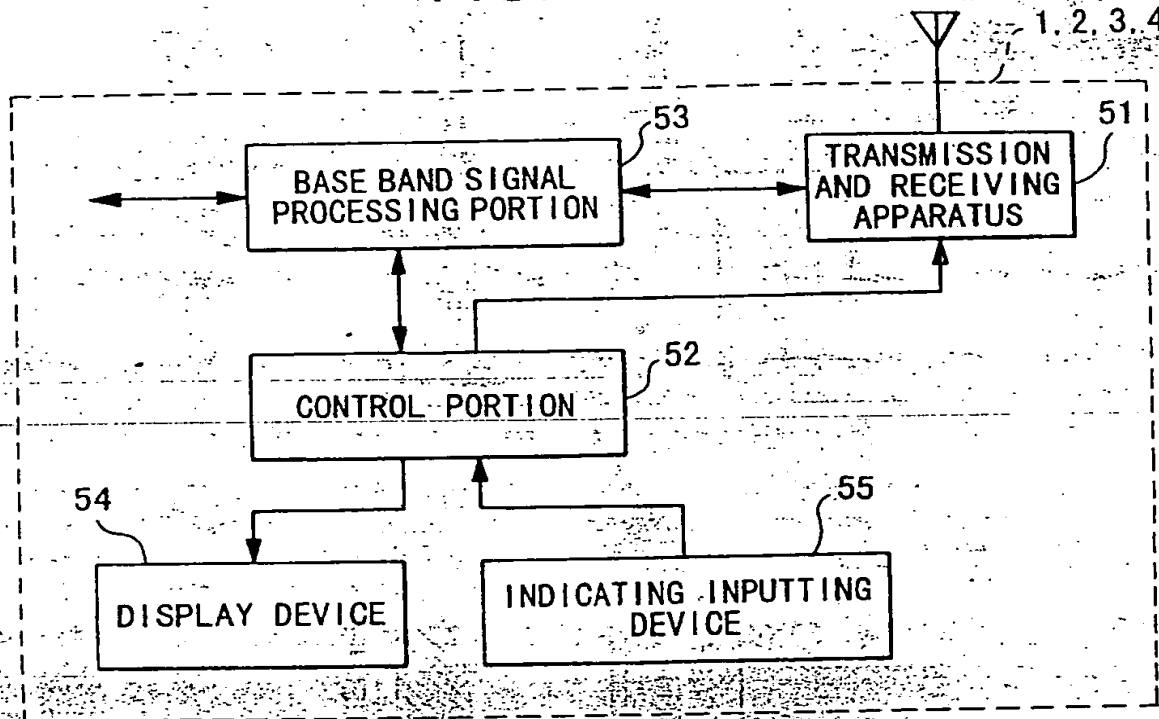 1, 2, 3, 4
53
51
BASE BAND SIGNAL
PROCESSING PORTION
TRANSMISSION
AND RECEIVING
APPARATUS
52
CONTROL PORTION
54
55
DISPLAY DEVICE
INDICATING INPUTTING
DEVICE